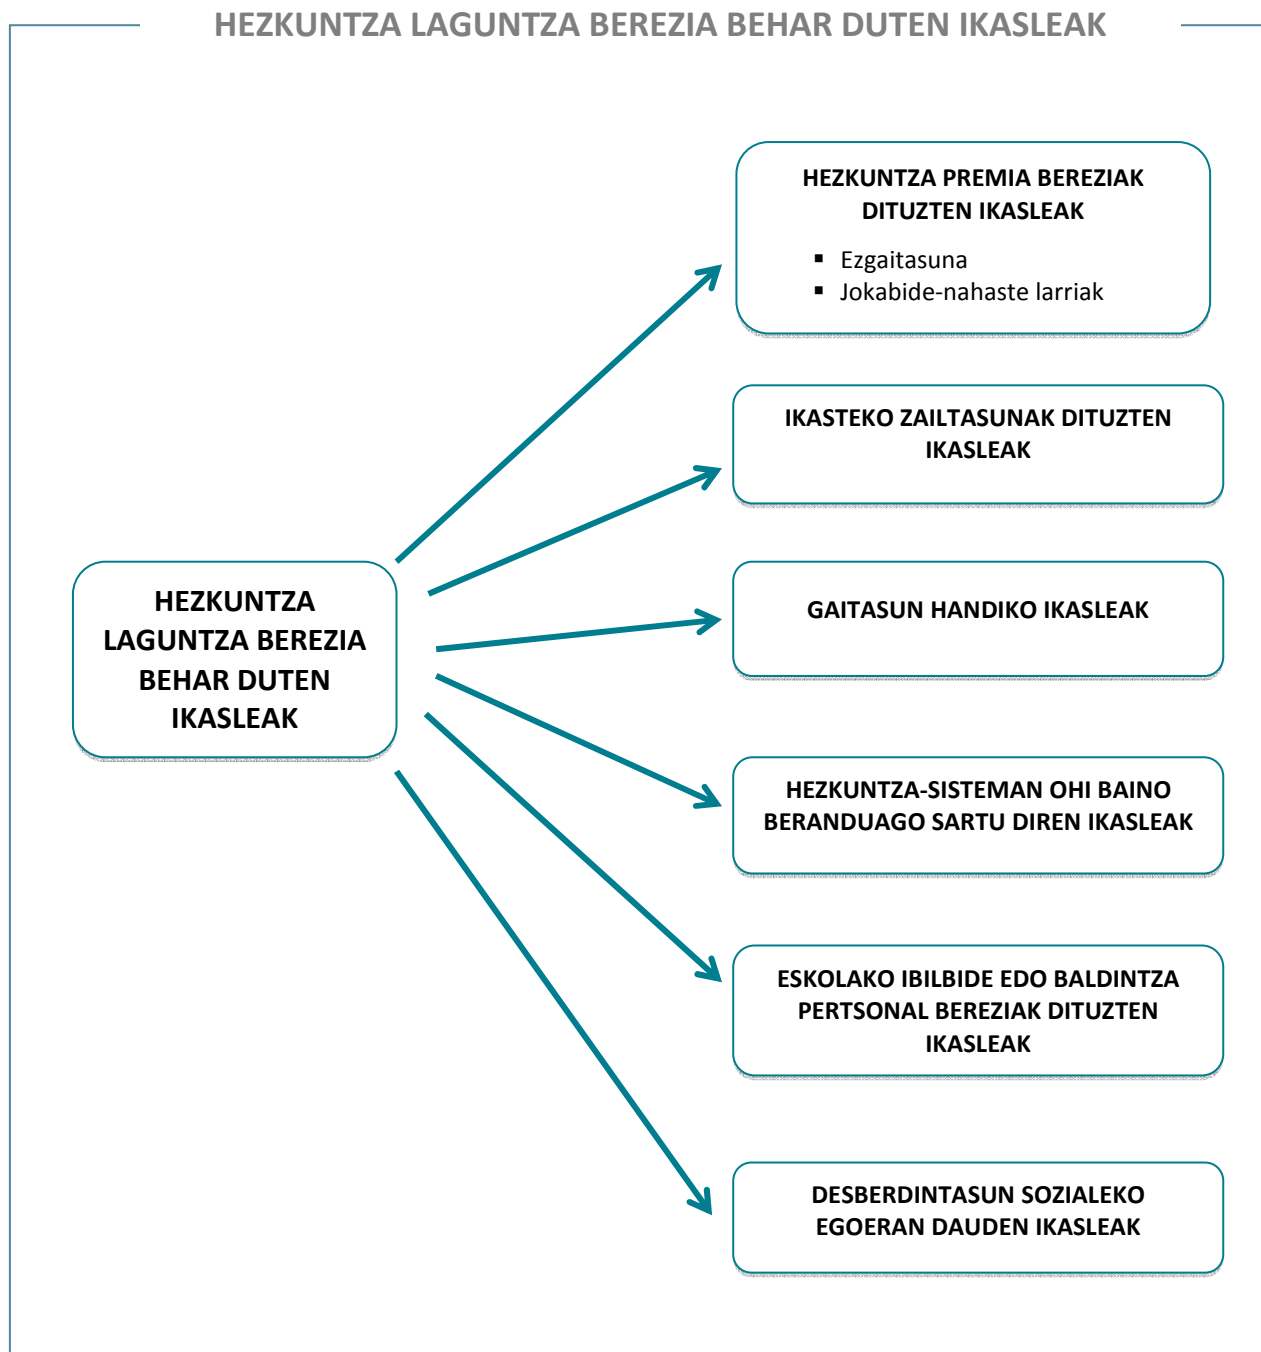 HEZKUNTZA LAGUNTZA BEREZIA BEHAR DUTEN IKASLEAK
HEZKUNTZA PREMIA BEREZIAK
DITUZTEN IKASLEAK
▪ Ezgaitasuna
▪ Jokabide-nahaste larriak
IKASTEKO ZAILTASUNAK DITUZTEN
IKASLEAK
HEZKUNTZA
LAGUNTZA BEREZIA
BEHAR DUTEN
IKASLEAK
GAITASUN HANDIKO IKASLEAK
HEZKUNTZA-SISTEMAN OHI BAINO
BERANDUAGO SARTU DIREN IKASLEAK
ESKOLAKO IBILBIDE EDO BALDINTZA
PERTSONAL BEREZIAK DITUZTEN
IKASLEAK
DESBERDINTASUN SOZIALEKO
EGOERAN DAUDEN IKASLEAK